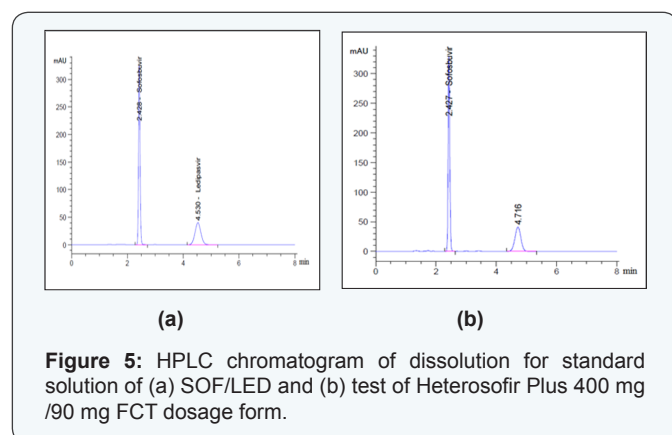 mAU
300
250
200
150
100
50
0
2.428 - Sofosbuvir
4.530 - Ledipasvir
0 2 4 6 8 min
(a)
mAU
300
250
200
150
100
50
0
2.427 - Sofosbuvir
4.716
0 2 4 6 8 min
(b)
Figure 5: HPLC chromatogram of dissolution for standard
solution of (a) SOF/LED and (b) test of Heterosofir Plus 400 mg
/90 mg FCT dosage form.